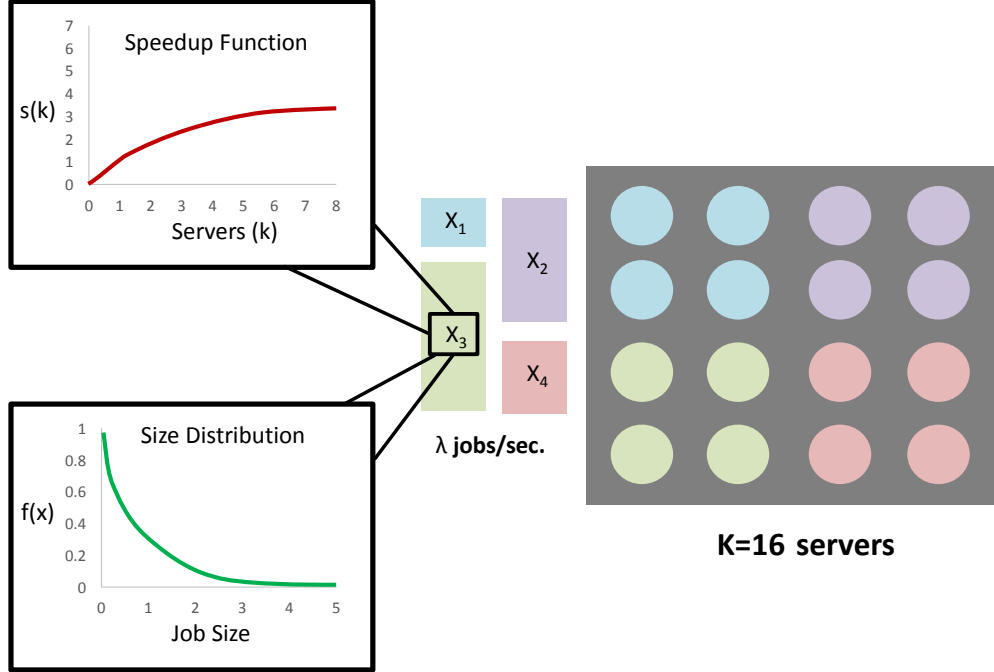 Speedup Function
7
6
5
4
3
2
1
0
s(k)
0 1 2 3 4 5 6 7 8
Servers (k)
X₁
X₂
X₃
X₄
λ jobs/sec.
Size Distribution
1
0.8
0.6
0.4
0.2
0
f(x)
0 1 2 3 4 5
Job Size
K=16 servers